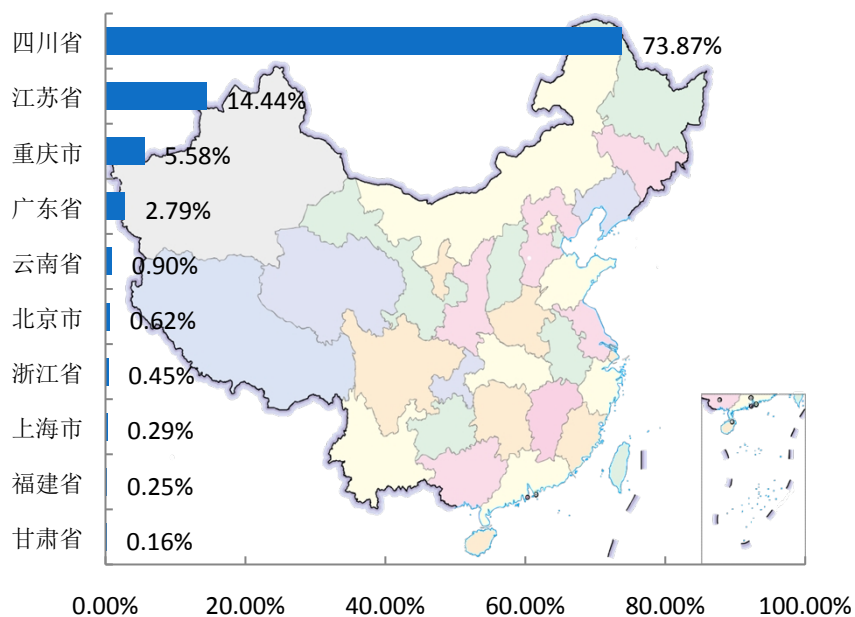 四川省 73.87%
江苏省 14.44%
重庆市 5.58%
广东省 2.79%
云南省 0.90%
北京市 0.62%
浙江省 0.45%
上海市 0.29%
福建省 0.25%
甘肃省 0.16%
0.00% 20.00% 40.00% 60.00% 80.00% 100.00%